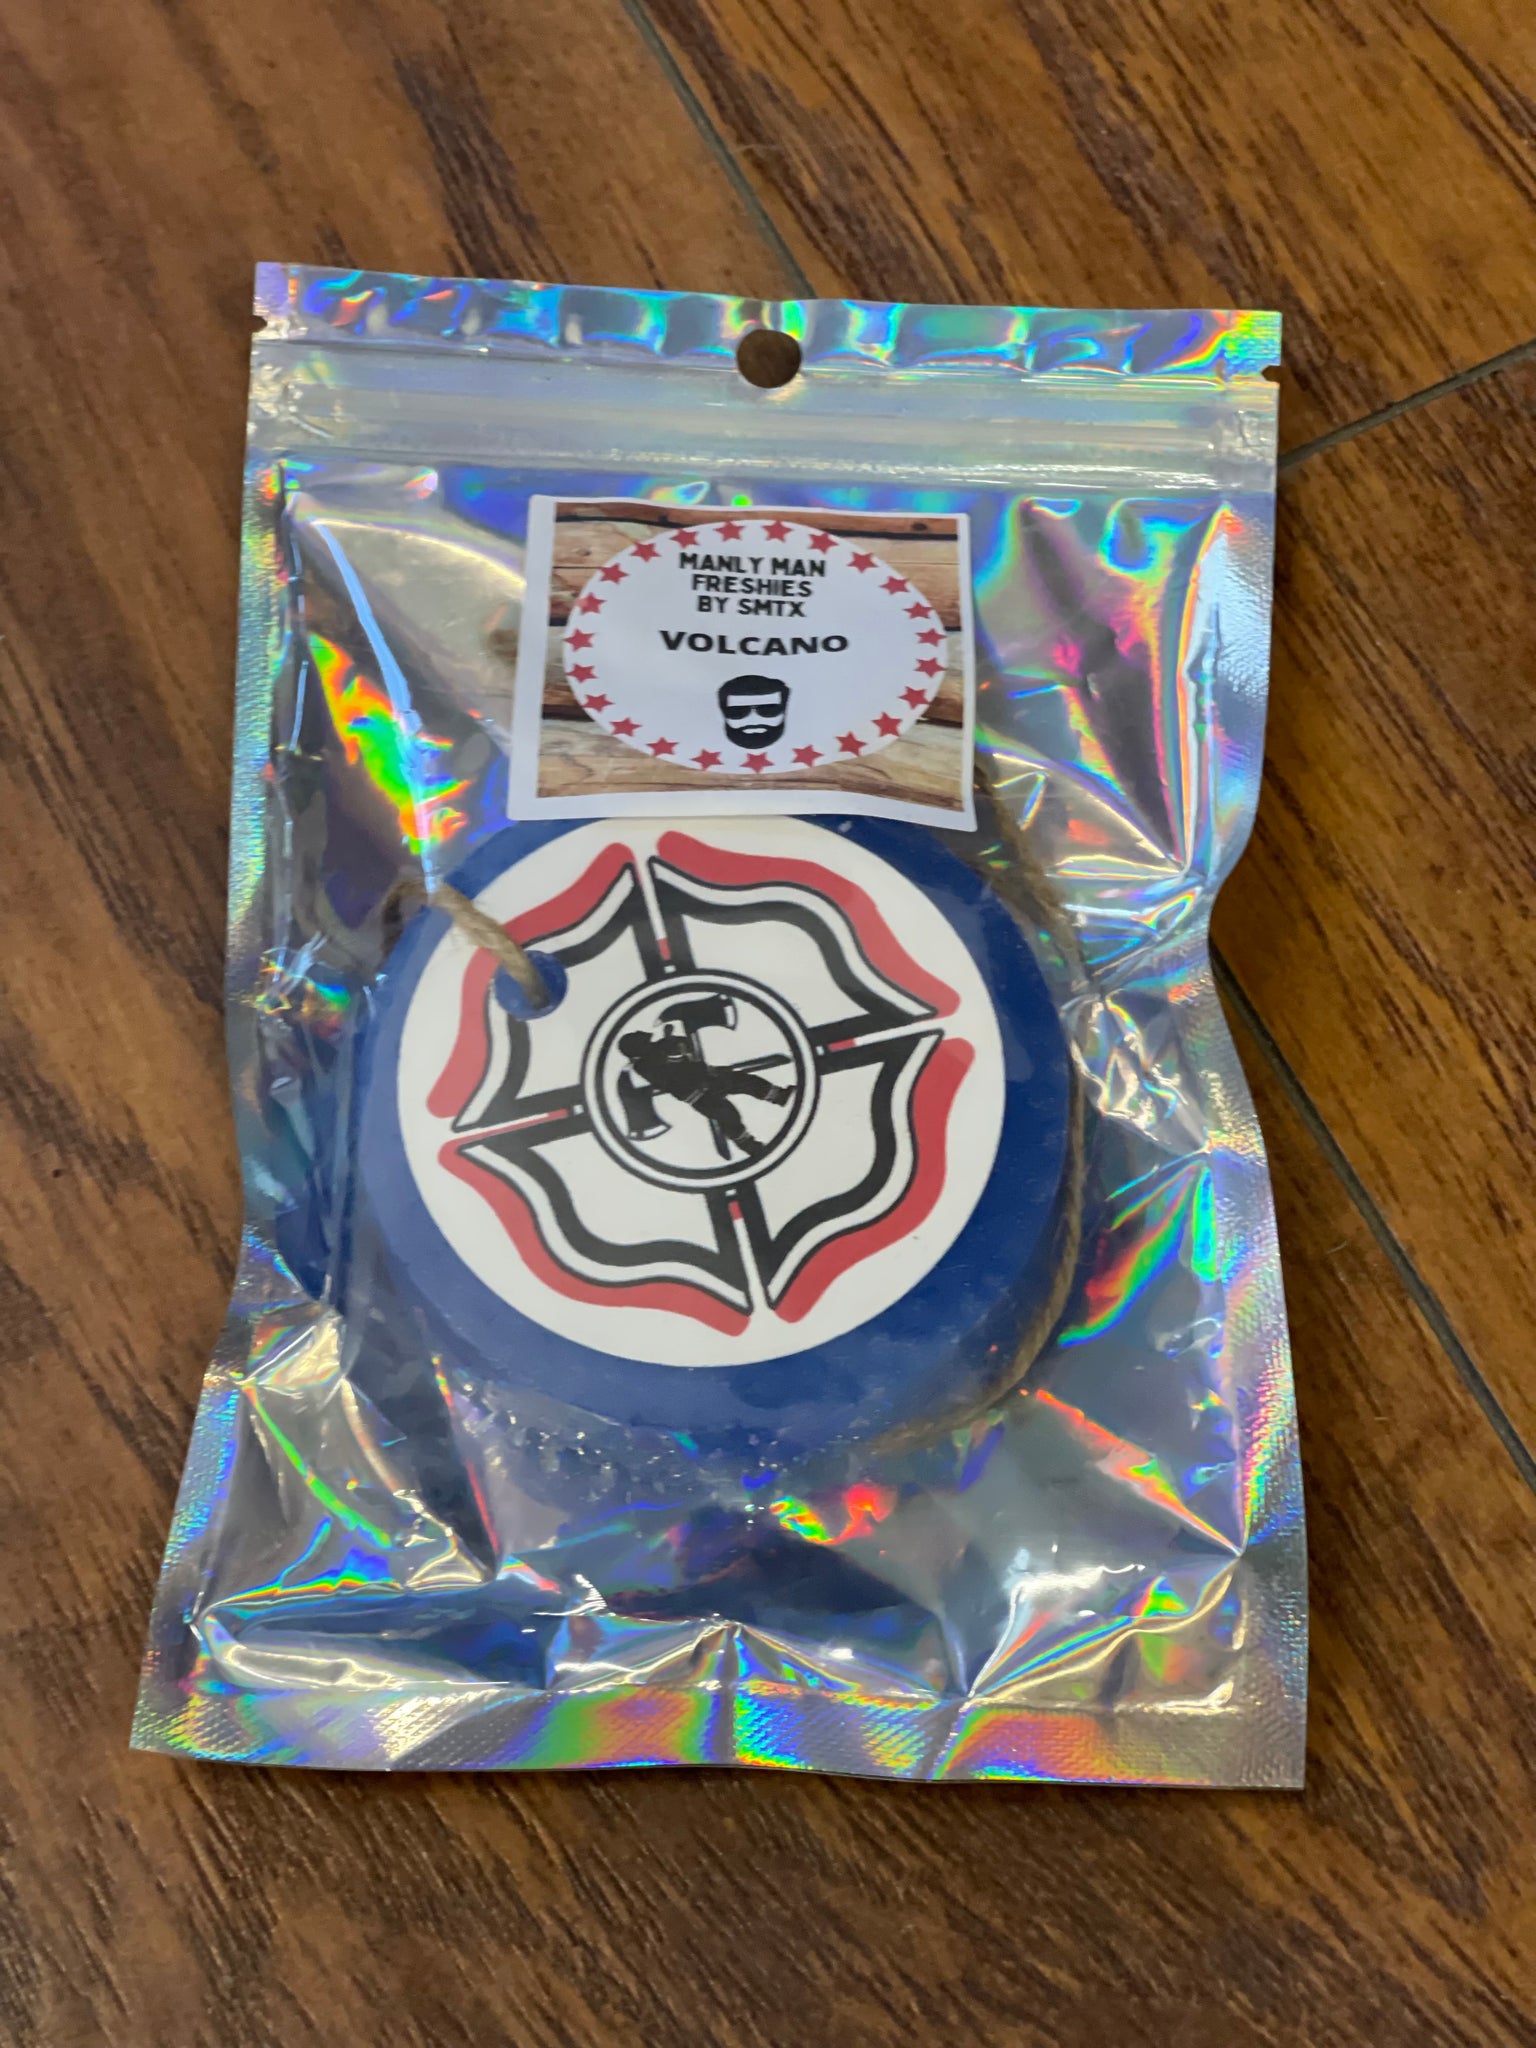 MANLY MAN
FRESHIES
BY SMTX
VOLCANO